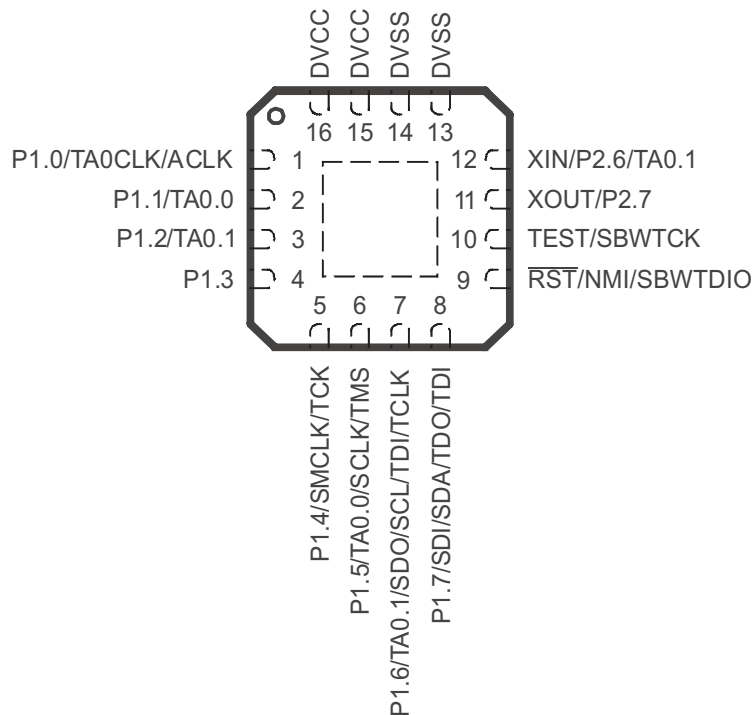 DVCC
DVCC
DVSS
DVSS
16 15 14 13
P1.0/TA0CLK/ACLK 1 12 XIN/P2.6/TA0.1
P1.1/TA0.0 2 11 XOUT/P2.7
P1.2/TA0.1 3 10 TEST/SBWTCK
P1.3 4 9 RST/NMI/SBWTDIO
5 6 7 8
P1.4/SMCLK/TCK
P1.5/TA0.0/SCLK/TMS
P1.6/TA0.1/SDO/SCL/TDI/TCLK
P1.7/SDI/SDA/TDO/TDI